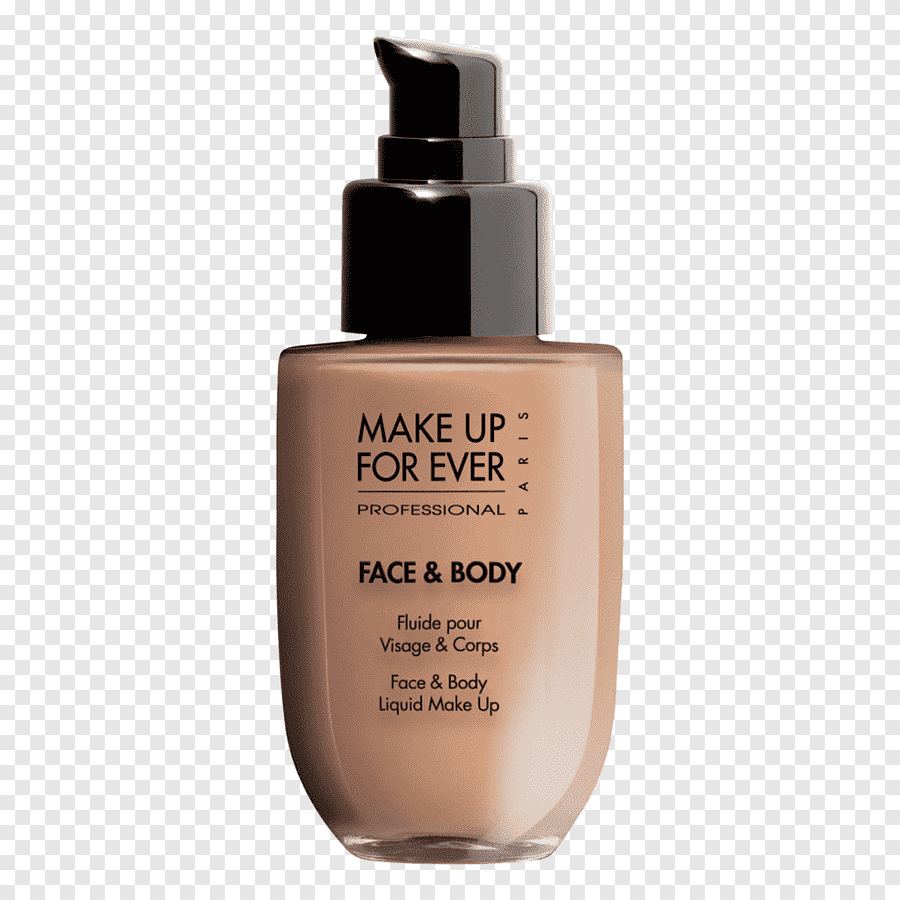 MAKE UP
FOR EVER
PROFESSIONAL
PARIS
FACE & BODY
Fluide pour
Visage & Corps
Face & Body
Liquid Make Up